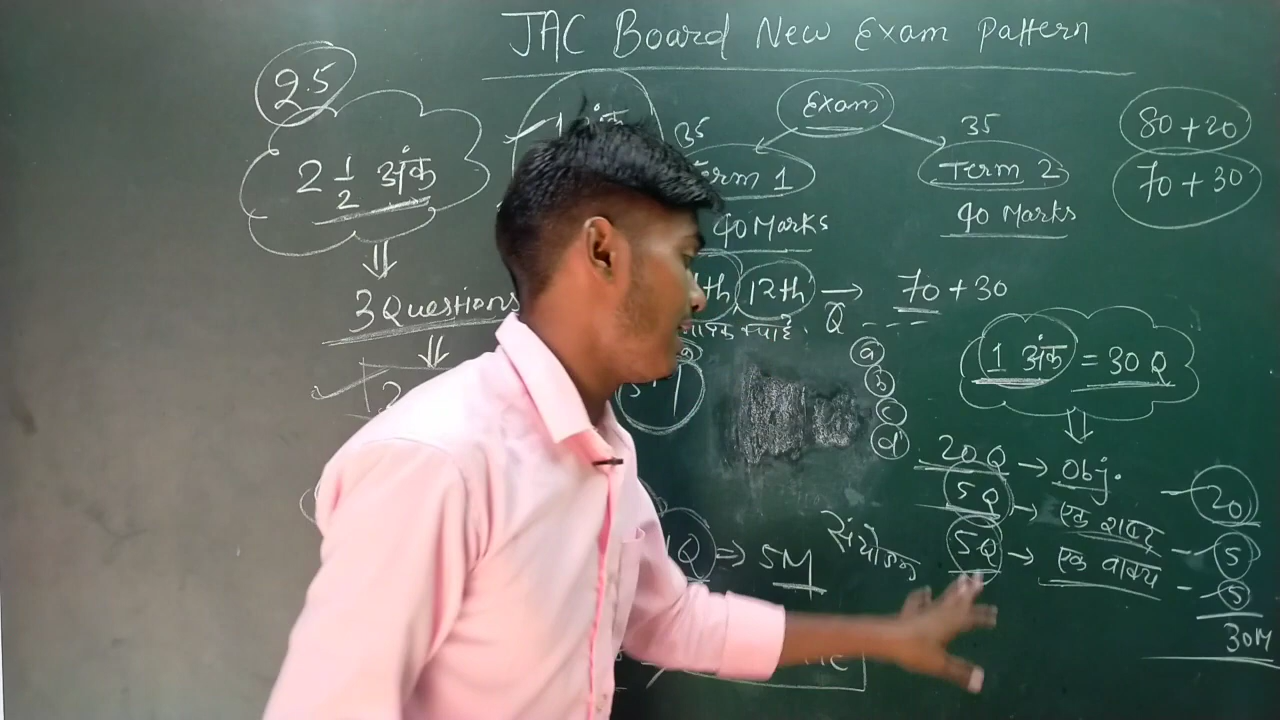 JAC Board New Exam Pattern
2.5
2 1/2 अंक
3 Questions
Exam
35
Term 1
40 Marks
35
Term 2
40 Marks
80 + 20
70 + 30
12th → 70 + 30
Q ----
a
b
c
d
1 अंक = 30 Q
20 Q → Obj. - 20
5 Q → एक शब्द - 5
संयोजन 5 Q → एक वाक्य - 5
30M
1Q ⇒ 5M